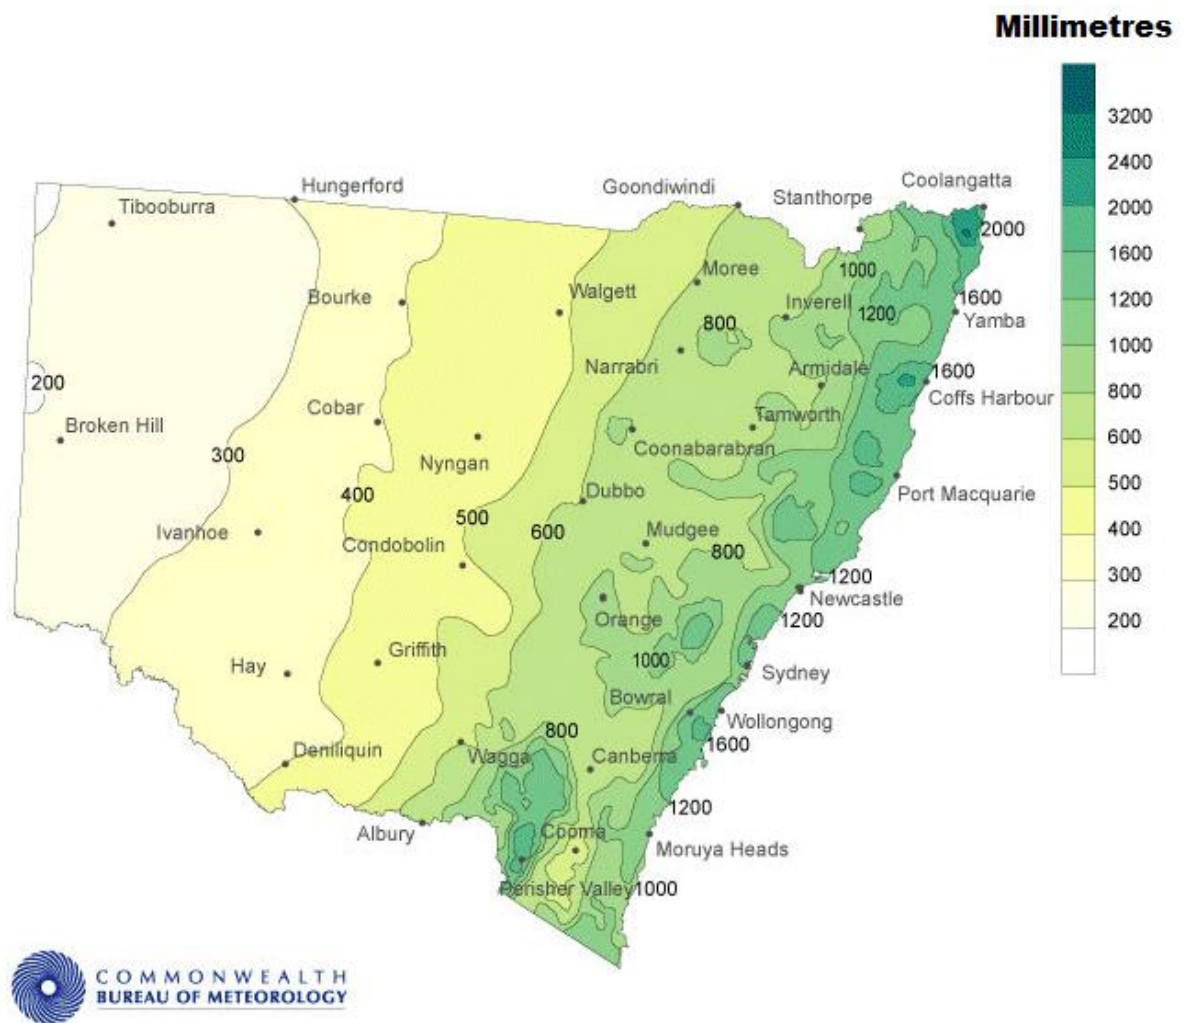 Millimetres
3200
2400
2000
1600
1200
1000
800
600
500
400
300
200
Hungerford
Goondiwindi
Stanthorpe
Coolangatta
Tibooburra
2000
Moree
1000
Bourke
Walgett
Inverell
1600
800
1200
Yamba
Narrabri
Armidale
1600
200
Coffs Harbour
Cobar
Tamworth
Broken Hill
Coonabarabran
300
Nyngan
400
Dubbo
Port Macquarie
500
Ivanhoe
600
Mudgee
Condobolin
800
1200
Newcastle
Orange
1200
Griffith
1000
Hay
Sydney
Bowral
Wollongong
800
1600
Deniliquin
Wagga
Canberra
1200
Albury
Cooma
Moruya Heads
Perisher Valley
1000
COMMONWEALTH
BUREAU OF METEOROLOGY